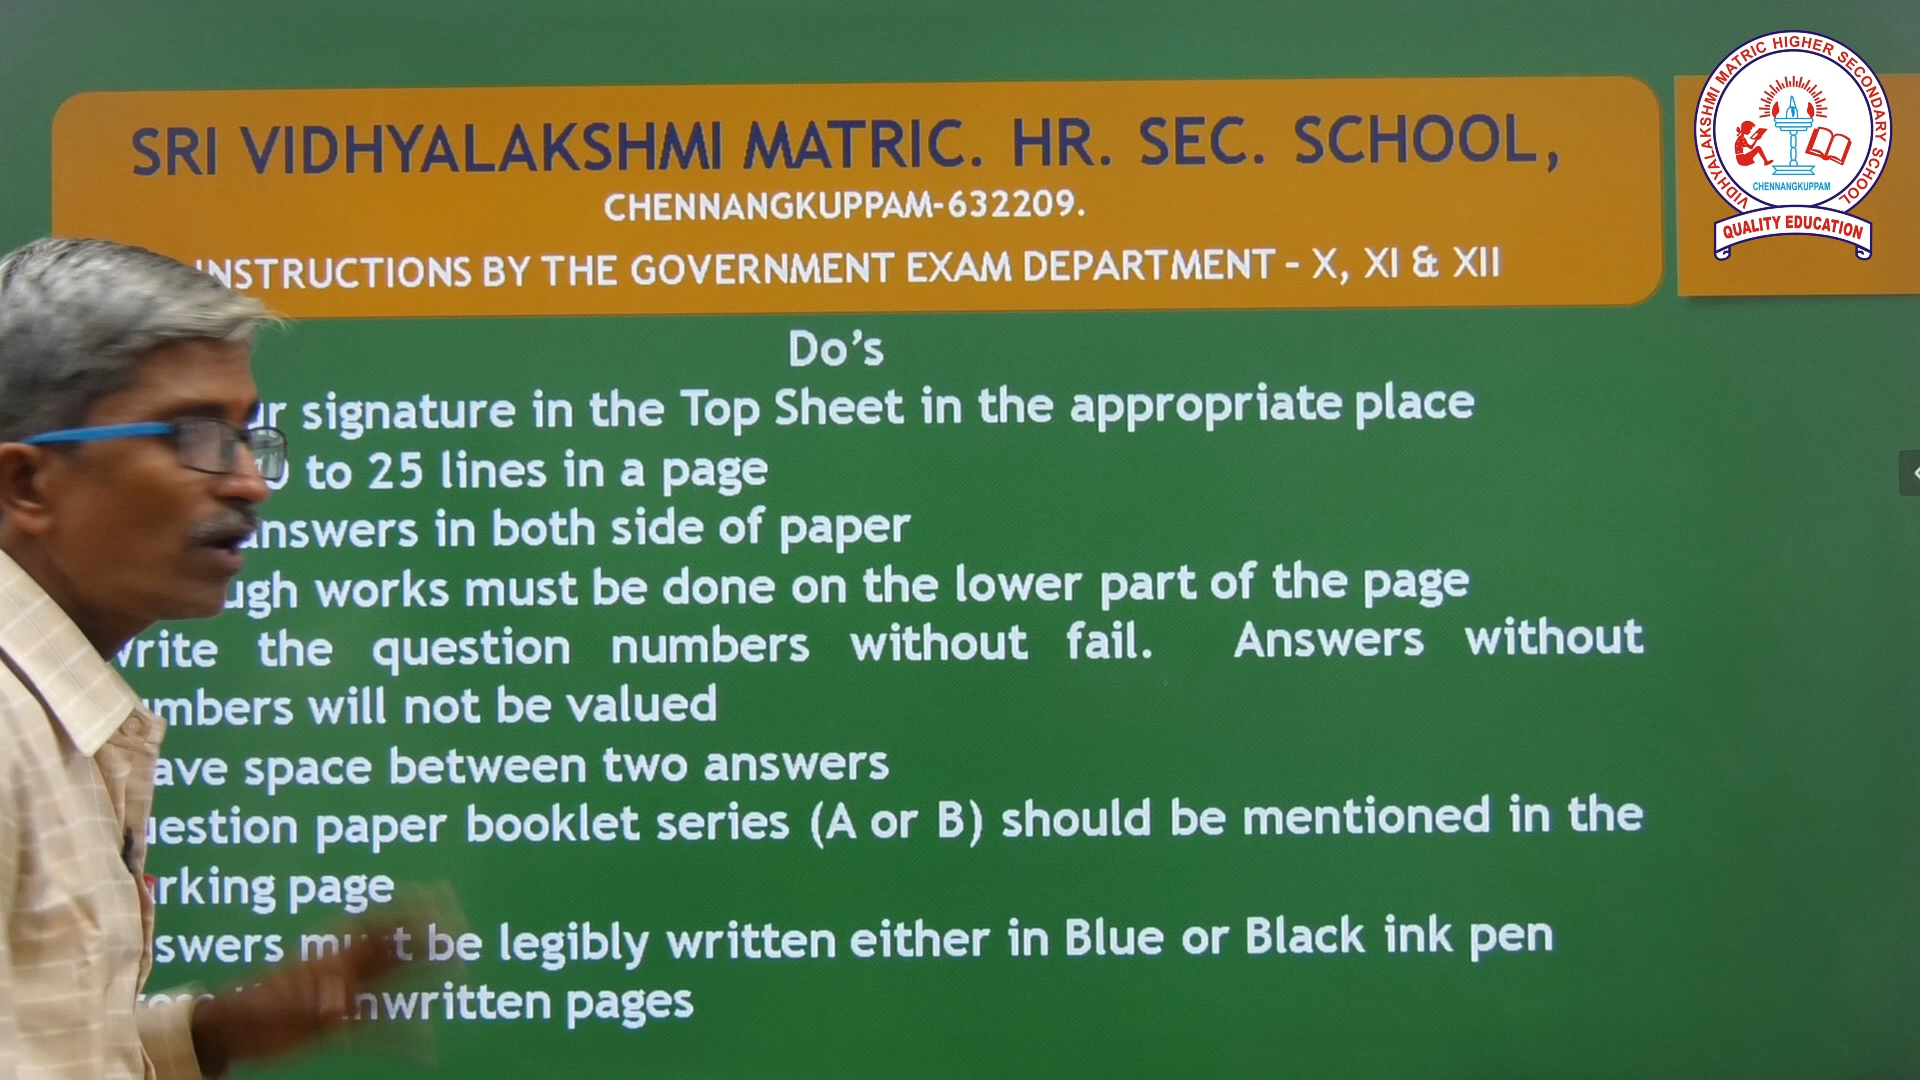 SRI VIDHYALAKSHMI MATRIC. HR. SEC. SCHOOL,
CHENNANGKUPPAM-632209.
INSTRUCTIONS BY THE GOVERNMENT EXAM DEPARTMENT - X, XI & XII
Do's
signature in the Top Sheet in the appropriate place
to 25 lines in a page
answers in both side of paper
works must be done on the lower part of the page
write the question numbers without fail. Answers without
will not be valued
space between two answers
paper booklet series (A or B) should be mentioned in the
page
must be legibly written either in Blue or Black ink pen
pages
VIDHYALAKSHMI MATRIC HIGHER SECONDARY SCHOOL
CHENNANGKUPPAM
QUALITY EDUCATION